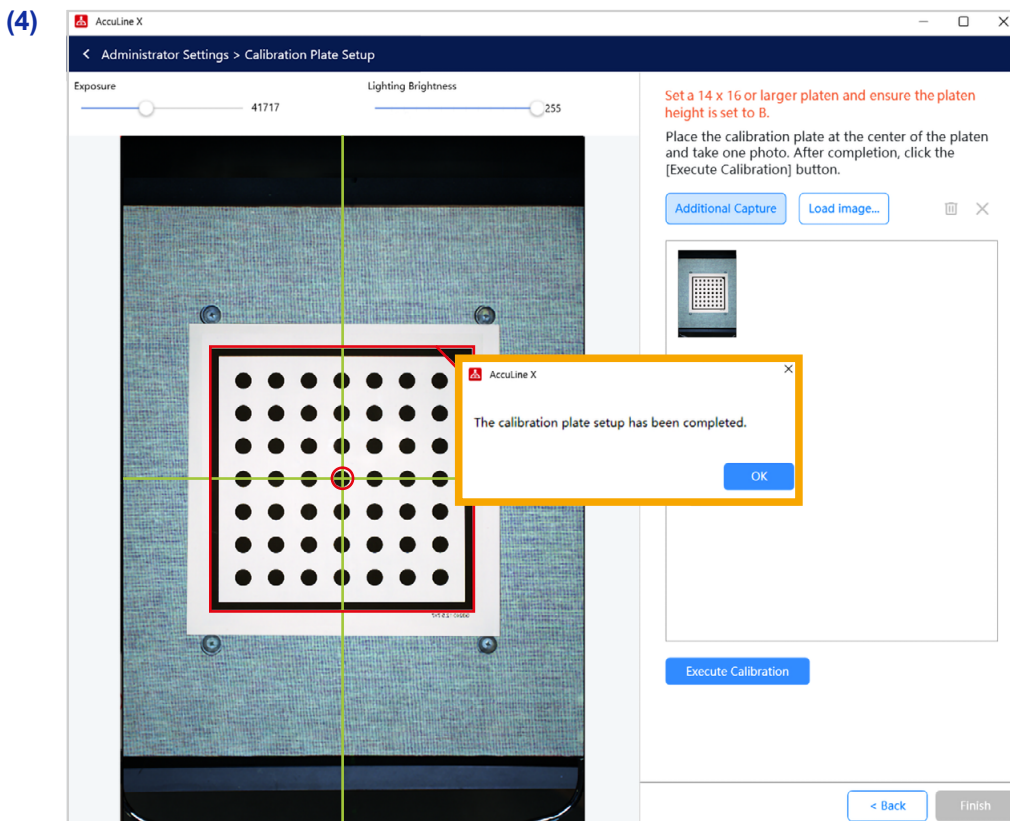 (4)
AccuLine X
< Administrator Settings > Calibration Plate Setup
Exposure
41717
Lighting Brightness
255
Set a 14 x 16 or larger platen and ensure the platen
height is set to B.
Place the calibration plate at the center of the platen
and take one photo. After completion, click the
[Execute Calibration] button.
Additional Capture
Load image...
AccuLine X
The calibration plate setup has been completed.
OK
Execute Calibration
< Back
Finish